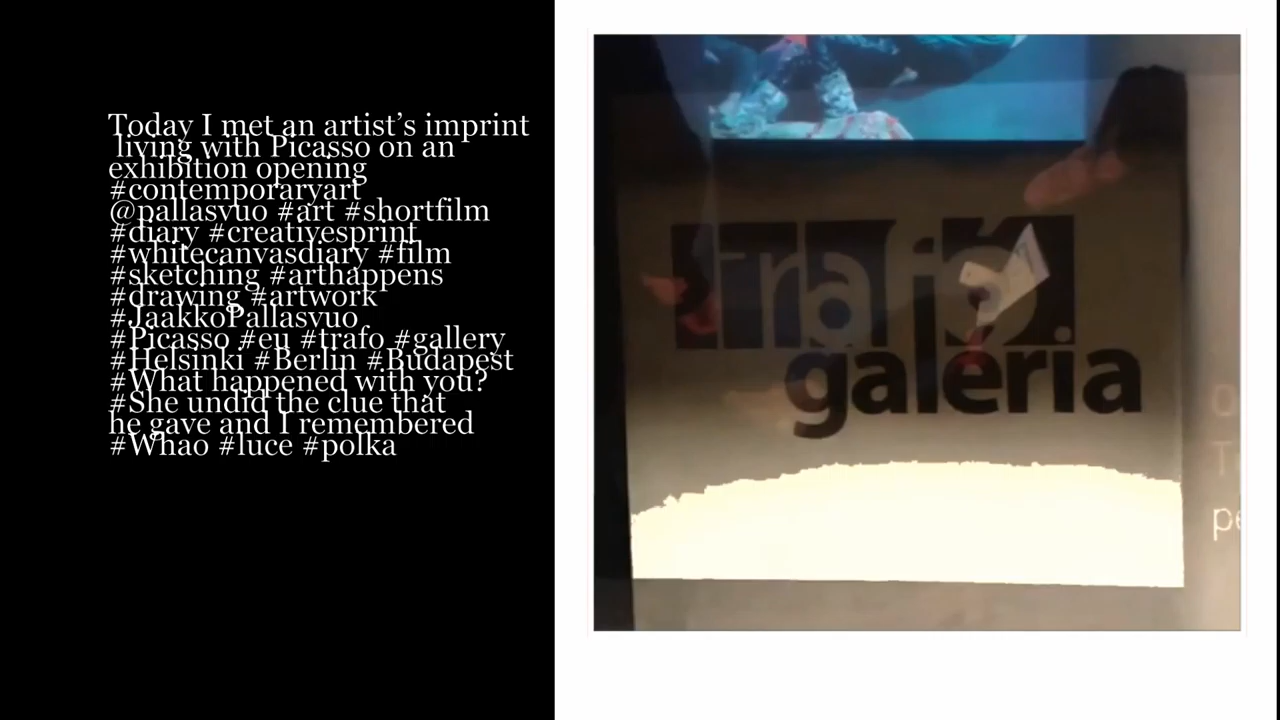 Today I met an artist’s imprint
living with Picasso on an
exhibition opening
#contemporaryart
@pallasvuo #art #shortfilm
#diary #creativesprint
#whitecanvasdiary #film
#sketching #arthappens
#drawing #artwork
#JaakkoPallasvuo
#Picasso #eu #trafo #gallery
#Helsinki #Berlin #Budapest
#What happened with you?
#She undid the clue that
he gave and I remembered
#Whao #luce #polka
trafó.
galéria